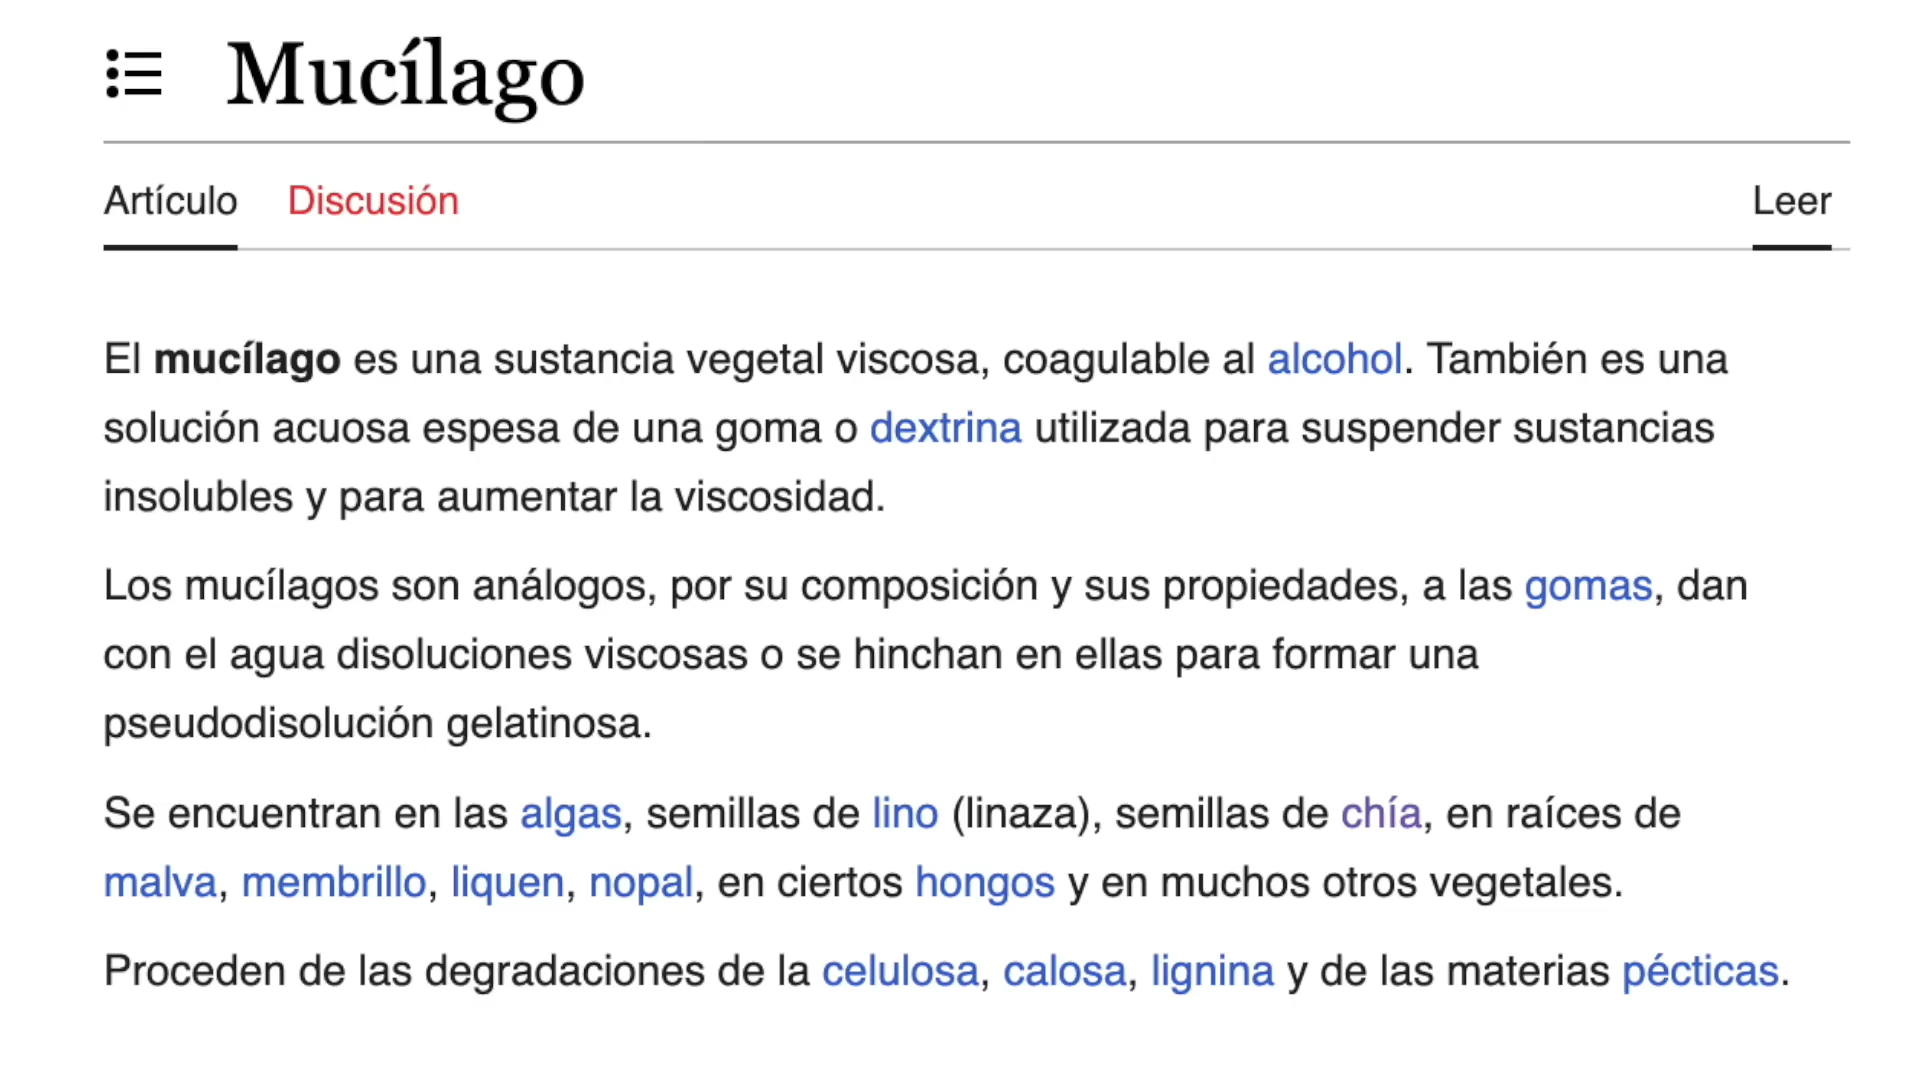 Mucílago
Artículo Discusión Leer
El mucílago es una sustancia vegetal viscosa, coagulable al alcohol. También es una
solución acuosa espesa de una goma o dextrina utilizada para suspender sustancias
insolubles y para aumentar la viscosidad.
Los mucílagos son análogos, por su composición y sus propiedades, a las gomas, dan
con el agua disoluciones viscosas o se hinchan en ellas para formar una
pseudodisolución gelatinosa.
Se encuentran en las algas, semillas de lino (linaza), semillas de chía, en raíces de
malva, membrillo, liquen, nopal, en ciertos hongos y en muchos otros vegetales.
Proceden de las degradaciones de la celulosa, calosa, lignina y de las materias pécticas.